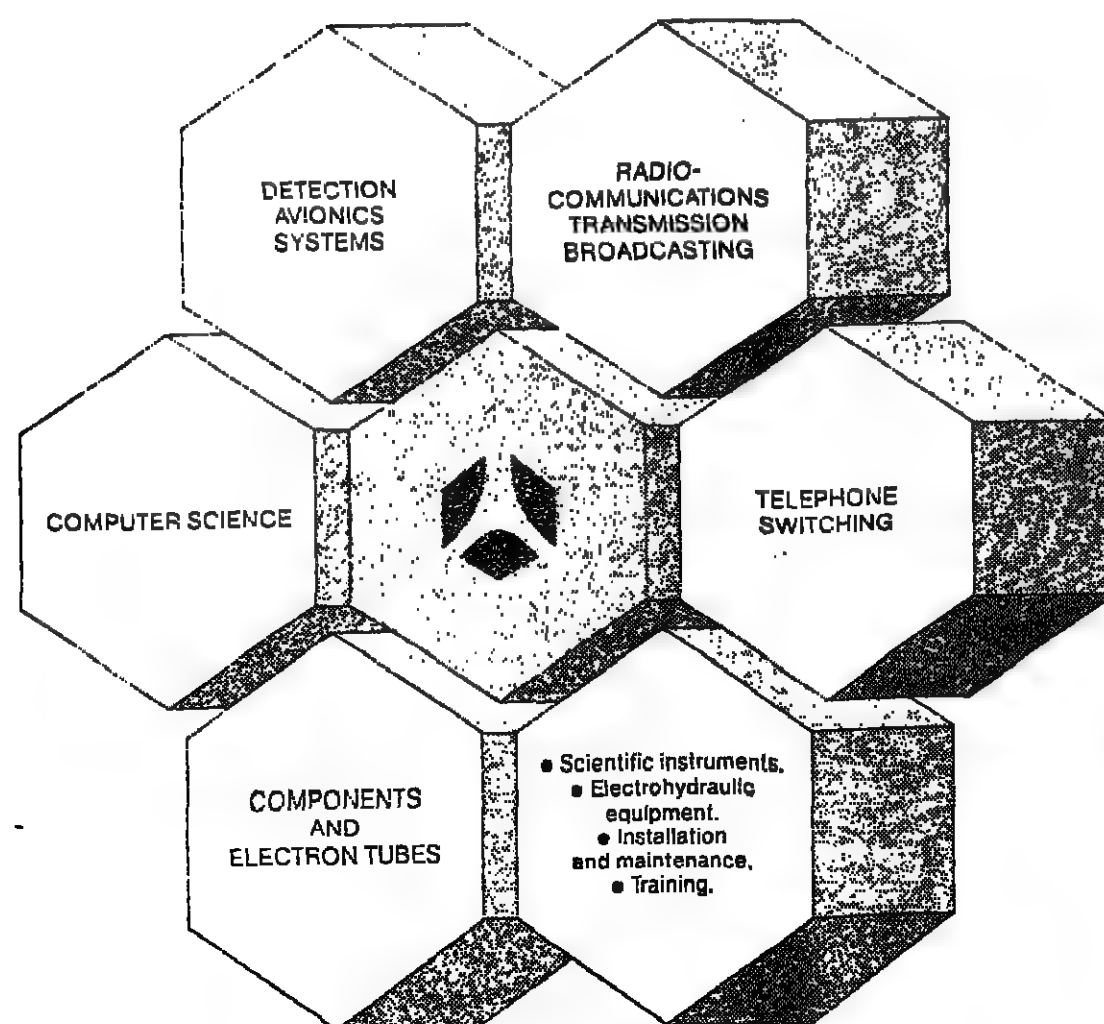 DETECTION
AVIONICS
SYSTEMS
RADIO-
COMMUNICATIONS
TRANSMISSION
BROADCASTING
COMPUTER SCIENCE
TELEPHONE
SWITCHING
COMPONENTS
AND
ELECTRON TUBES
● Scientific instruments.
● Electrohydraulic
equipment.
● Installation
and maintenance.
● Training.